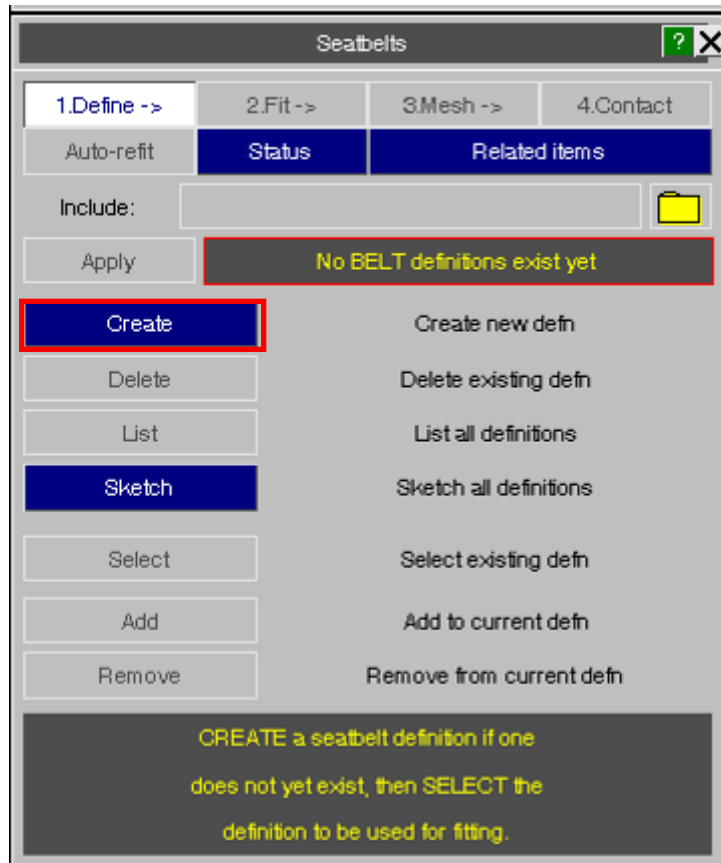 Seatbelts ? X
1.Define -> 2.Fit -> 3.Mesh -> 4.Contact
Auto-refit Status Related items
Include:
Apply No BELT definitions exist yet
Create Create new defn
Delete Delete existing defn
List List all definitions
Sketch Sketch all definitions
Select Select existing defn
Add Add to current defn
Remove Remove from current defn
CREATE a seatbelt definition if one
does not yet exist, then SELECT the
definition to be used for fitting.